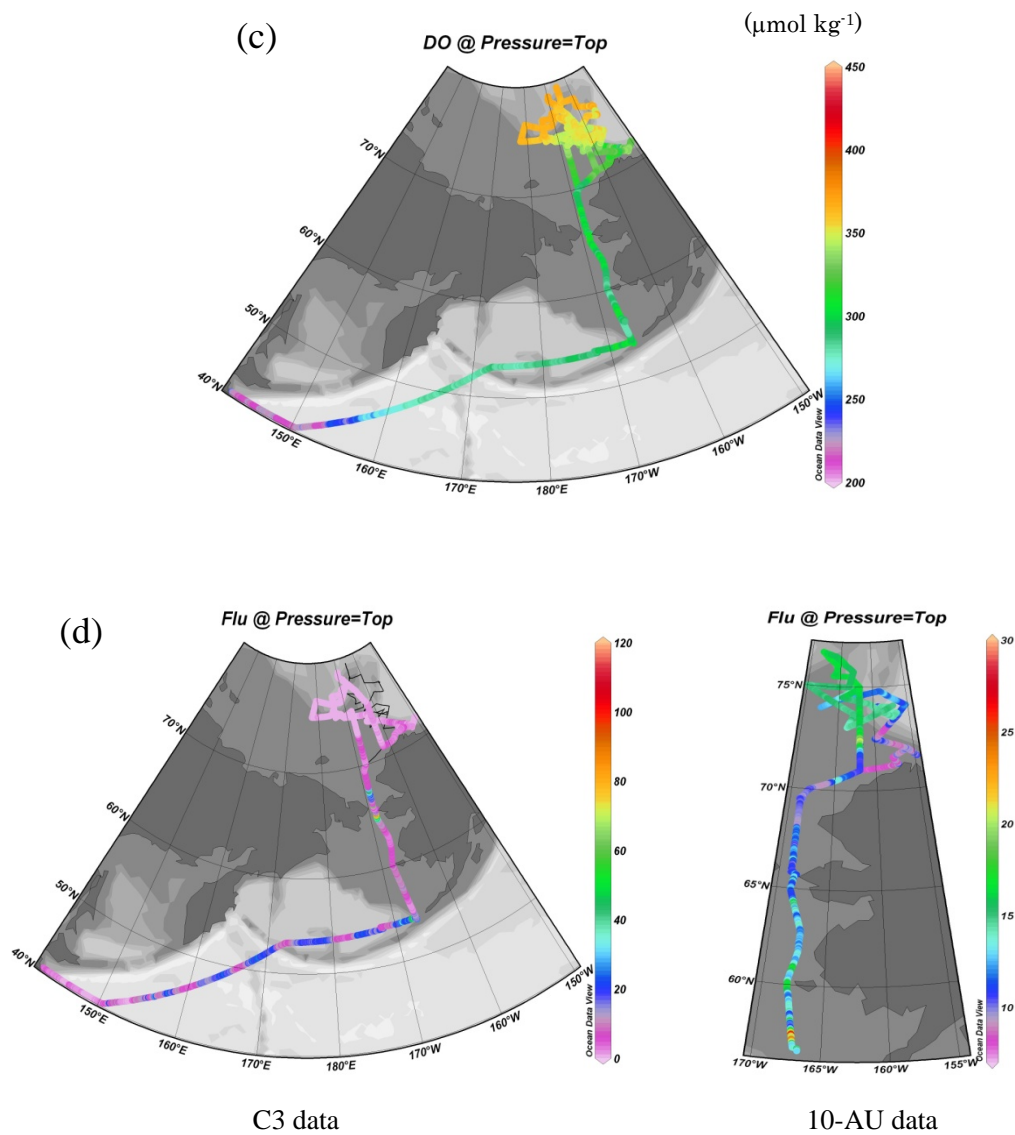 (c)
(μmol kg⁻¹)
DO @ Pressure=Top
450
400
350
300
250
200
Ocean Data View
70°N
60°N
50°N
40°N
150°E
160°E
170°E
180°E
170°W
160°W
150°W
(d)
Flu @ Pressure=Top
120
100
80
60
40
20
0
Ocean Data View
70°N
60°N
50°N
40°N
150°E
160°E
170°E
180°E
170°W
160°W
150°W
C3 data
Flu @ Pressure=Top
30
25
20
15
10
Ocean Data View
75°N
70°N
65°N
60°N
170°W
165°W
160°W
155°W
10-AU data